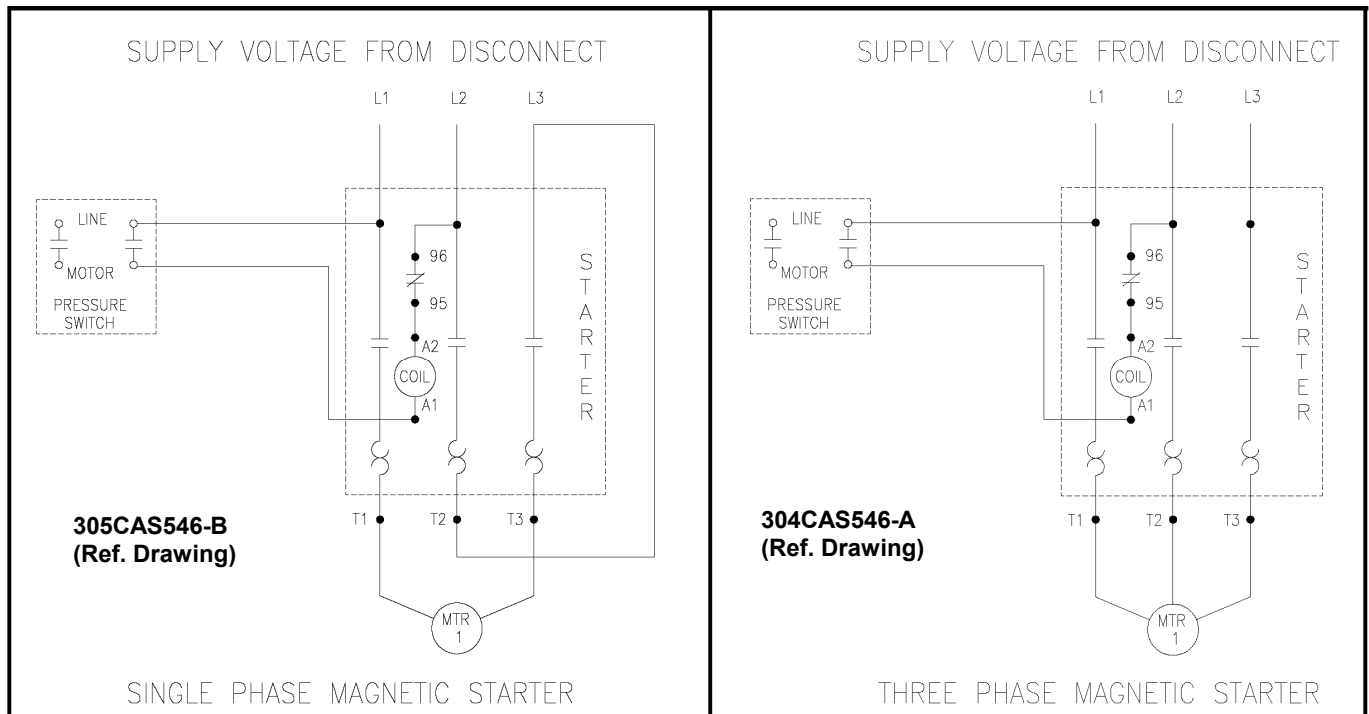 SUPPLY VOLTAGE FROM DISCONNECT
L1 L2 L3
LINE
MOTOR
PRESSURE
SWITCH
96
95
A2
COIL
A1
STARTER
T1 T2 T3
305CAS546-B
(Ref. Drawing)
MTR
1
SINGLE PHASE MAGNETIC STARTER
SUPPLY VOLTAGE FROM DISCONNECT
L1 L2 L3
LINE
MOTOR
PRESSURE
SWITCH
96
95
A2
COIL
A1
STARTER
T1 T2 T3
304CAS546-A
(Ref. Drawing)
MTR
1
THREE PHASE MAGNETIC STARTER